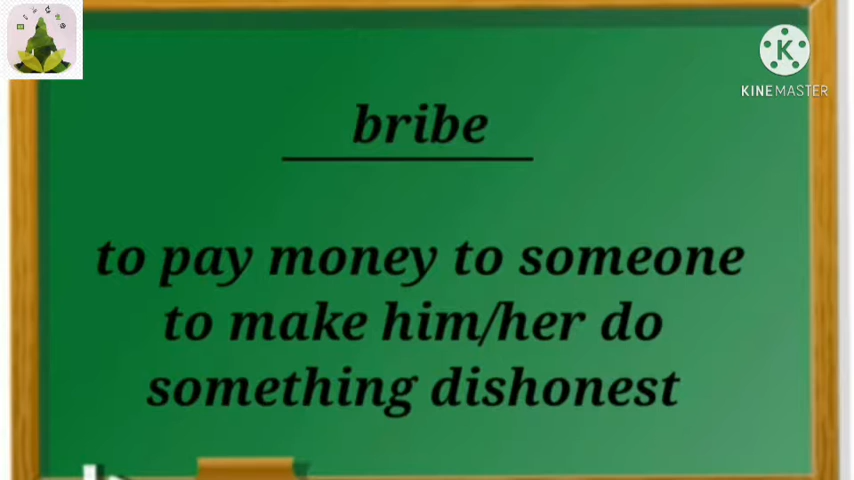 KINEMASTER
bribe
to pay money to someone
to make him/her do
something dishonest